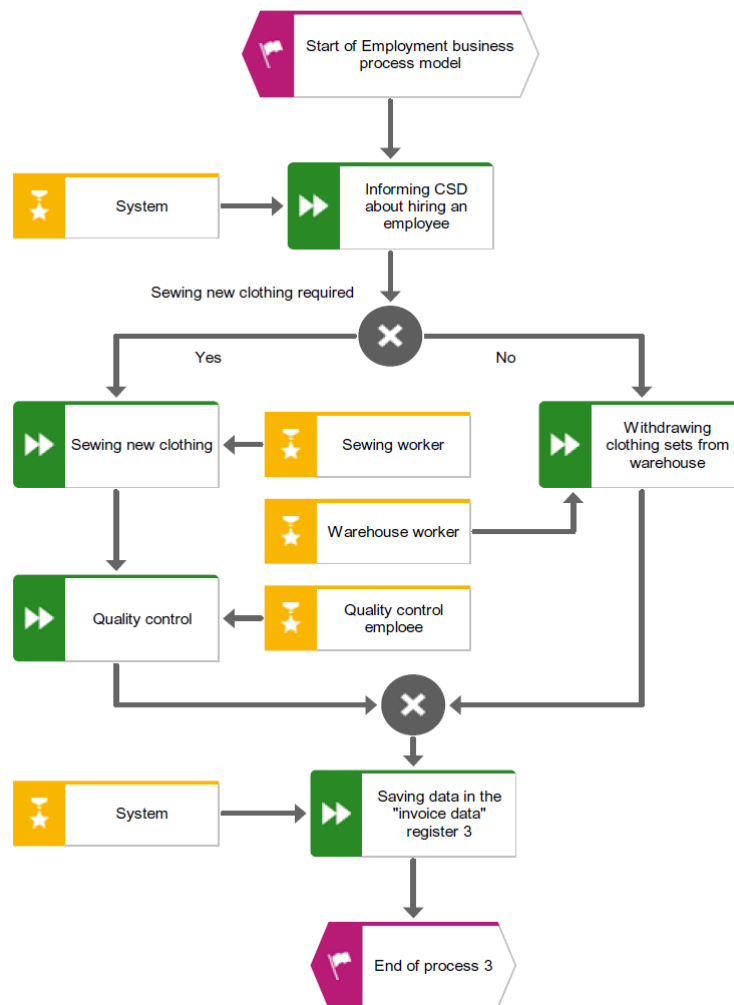 Start of Employment business
process model
System
Informing CSD
about hiring an
employee
Sewing new clothing required
Yes
No
Sewing new clothing
Sewing worker
Withdrawing
clothing sets from
warehouse
Warehouse worker
Quality control
Quality control
emploee
System
Saving data in the
"invoice data"
register 3
End of process 3